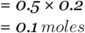 = 0.5 × 0.2
= 0.1 moles